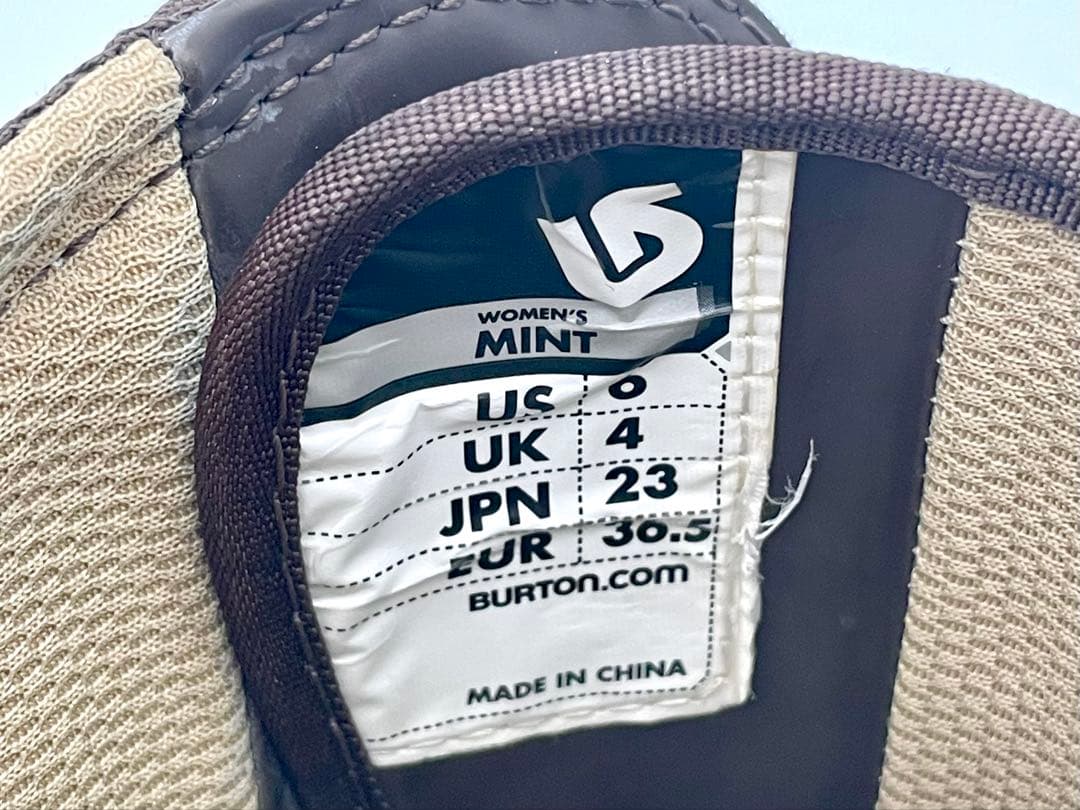 WOMEN'S
MINT
US 6
UK 4
JPN 23
EUR 36.5
BURTON.COM
MADE IN CHINA